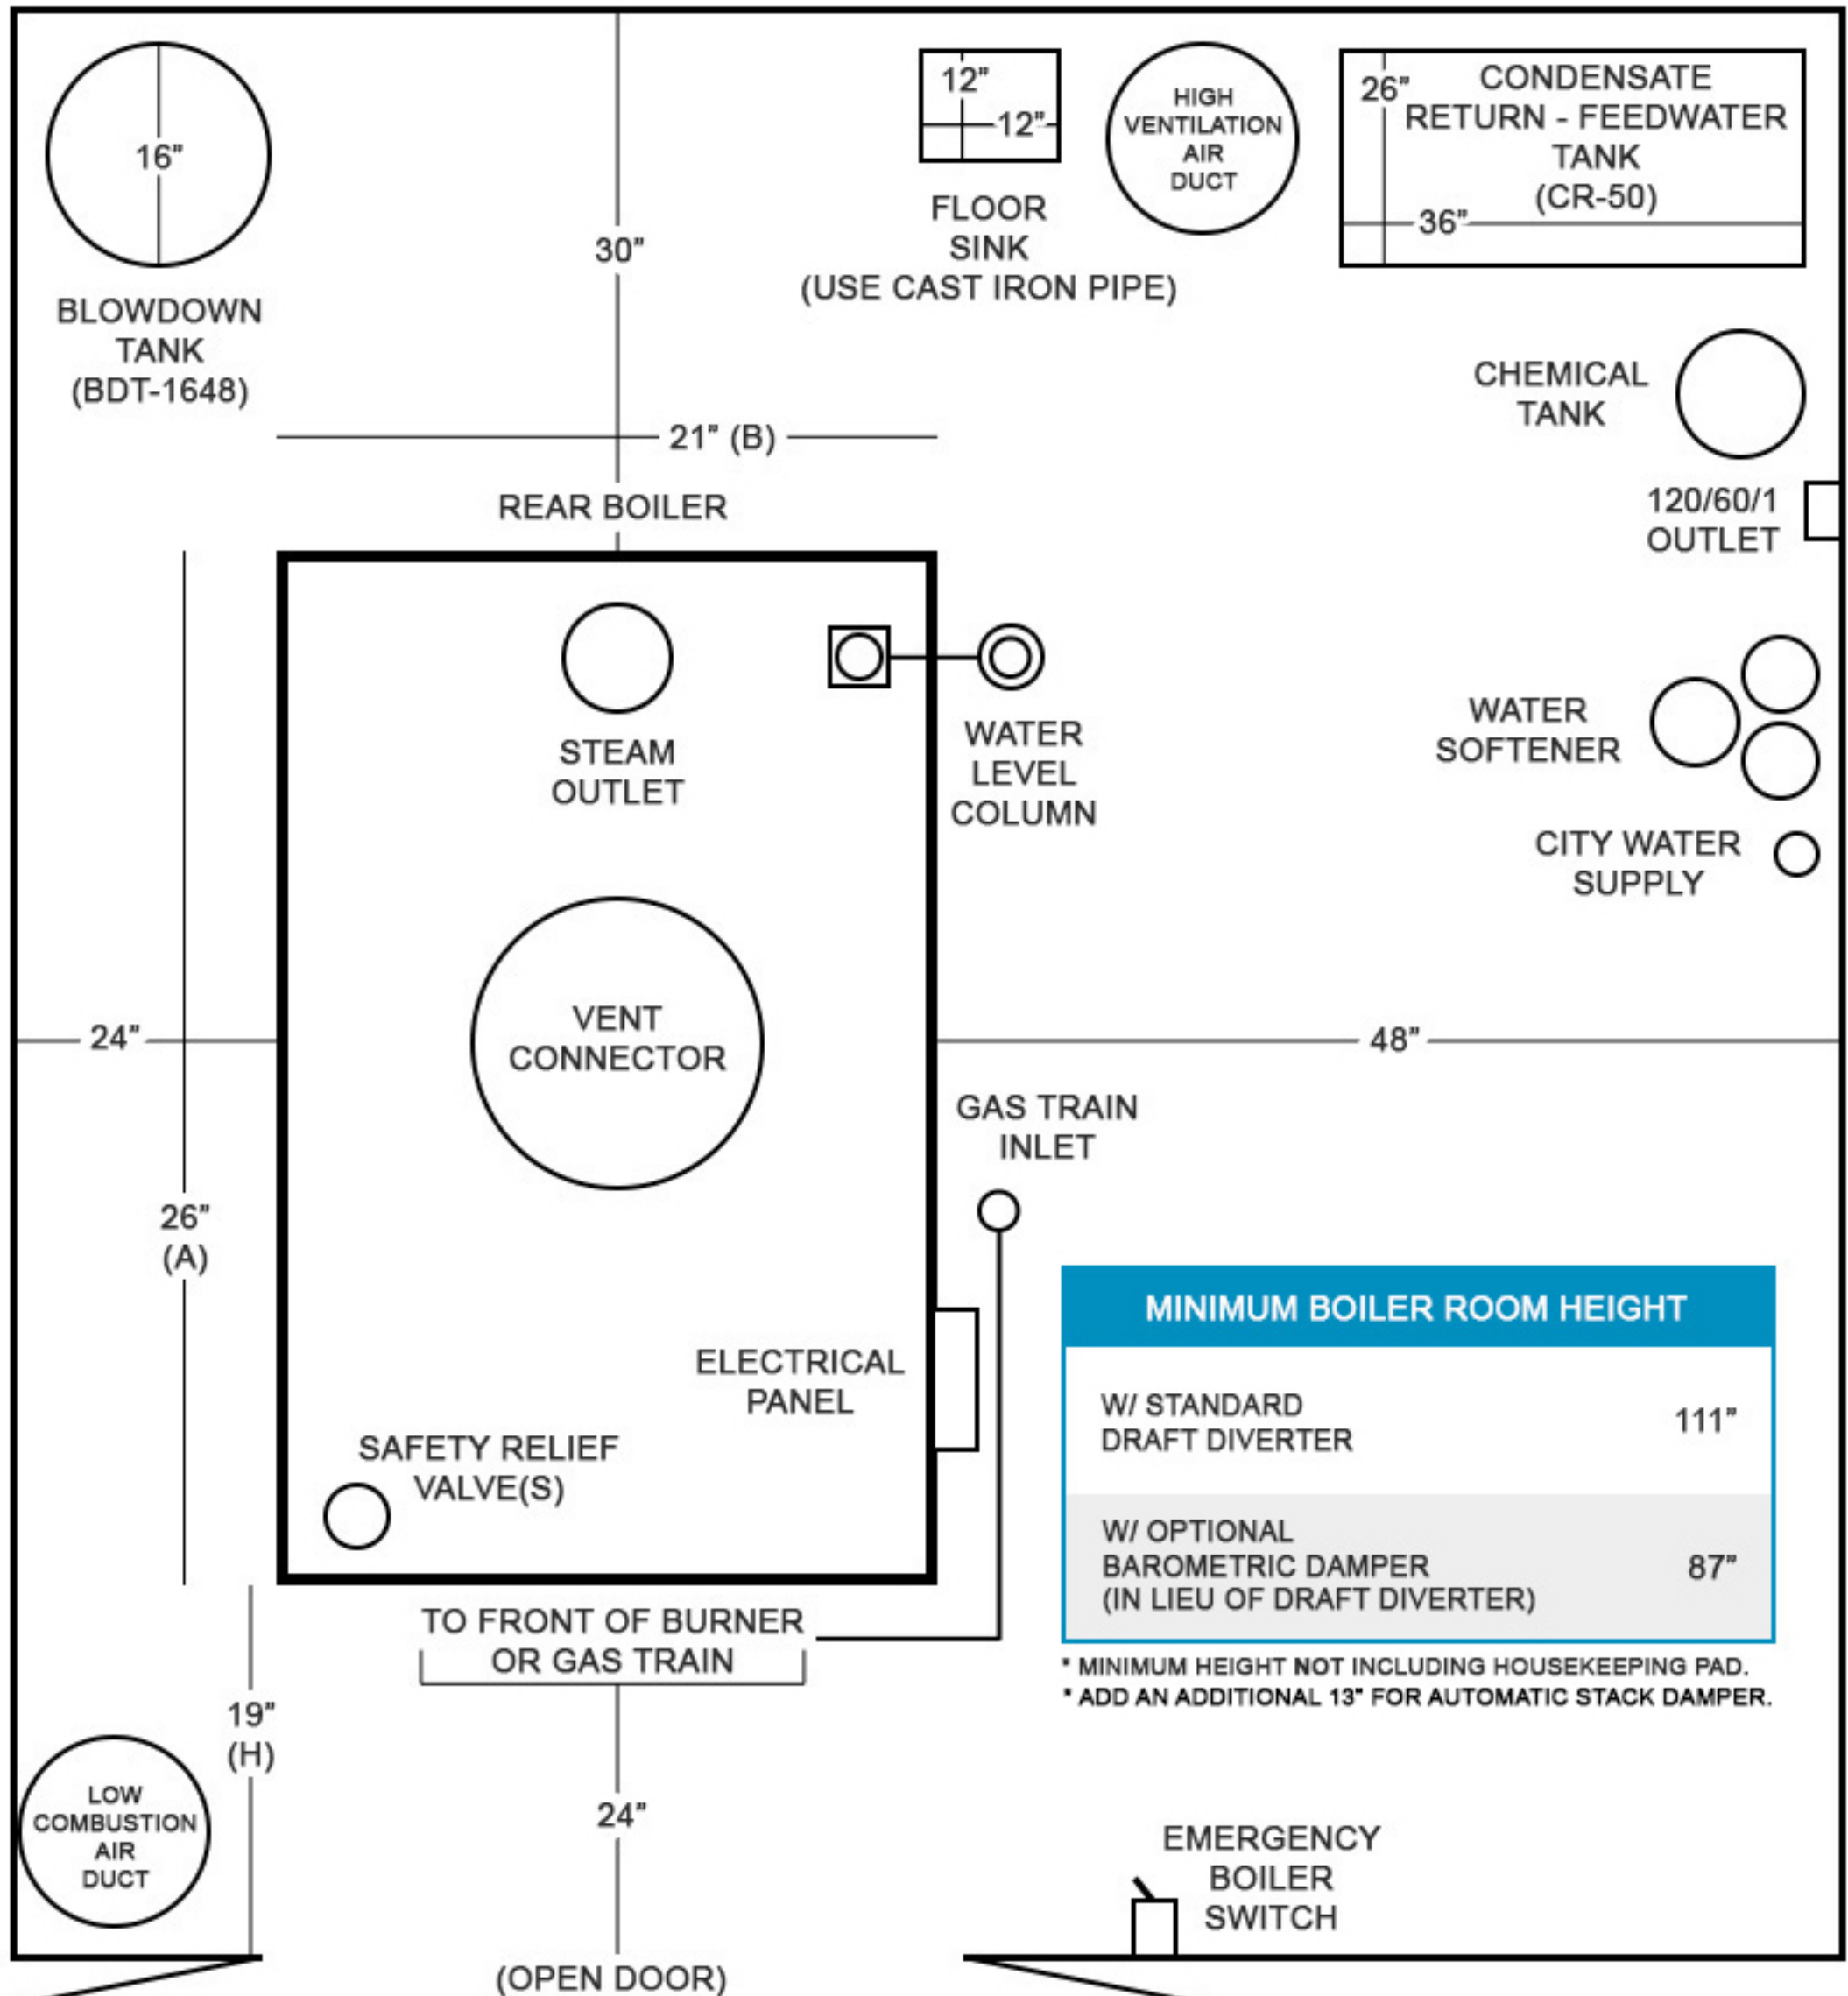 16”
BLOWDOWN
TANK
(BDT-1648)
30”
12”
12”
FLOOR
SINK
(USE CAST IRON PIPE)
HIGH
VENTILATION
AIR
DUCT
26”
CONDENSATE
RETURN - FEEDWATER
TANK
(CR-50)
36”
CHEMICAL
TANK
120/60/1
OUTLET
21” (B)
REAR BOILER
STEAM
OUTLET
WATER
LEVEL
COLUMN
WATER
SOFTENER
CITY WATER
SUPPLY
24”
VENT
CONNECTOR
48”
26”
(A)
GAS TRAIN
INLET
ELECTRICAL
PANEL
SAFETY RELIEF
VALVE(S)
MINIMUM BOILER ROOM HEIGHT
W/ STANDARD
DRAFT DIVERTER
111”
W/ OPTIONAL
BAROMETRIC DAMPER
(IN LIEU OF DRAFT DIVERTER)
87”
* MINIMUM HEIGHT NOT INCLUDING HOUSEKEEPING PAD.
* ADD AN ADDITIONAL 13” FOR AUTOMATIC STACK DAMPER.
TO FRONT OF BURNER
OR GAS TRAIN
19”
(H)
24”
LOW
COMBUSTION
AIR
DUCT
EMERGENCY
BOILER
SWITCH
(OPEN DOOR)